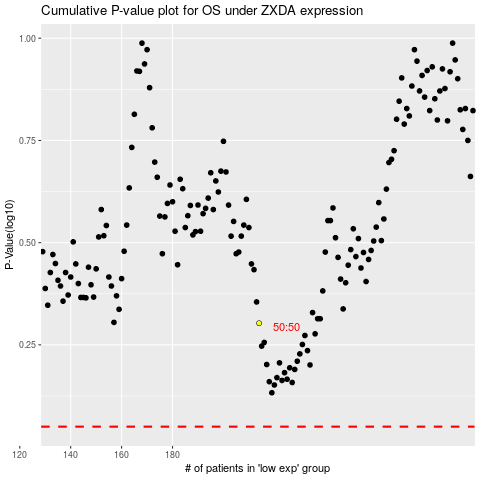 Cumulative P-value plot for OS under ZXDA expression
P-Value(log10)
1.00
0.75
0.50
0.25
50:50
120 140 160 180
# of patients in 'low exp' group